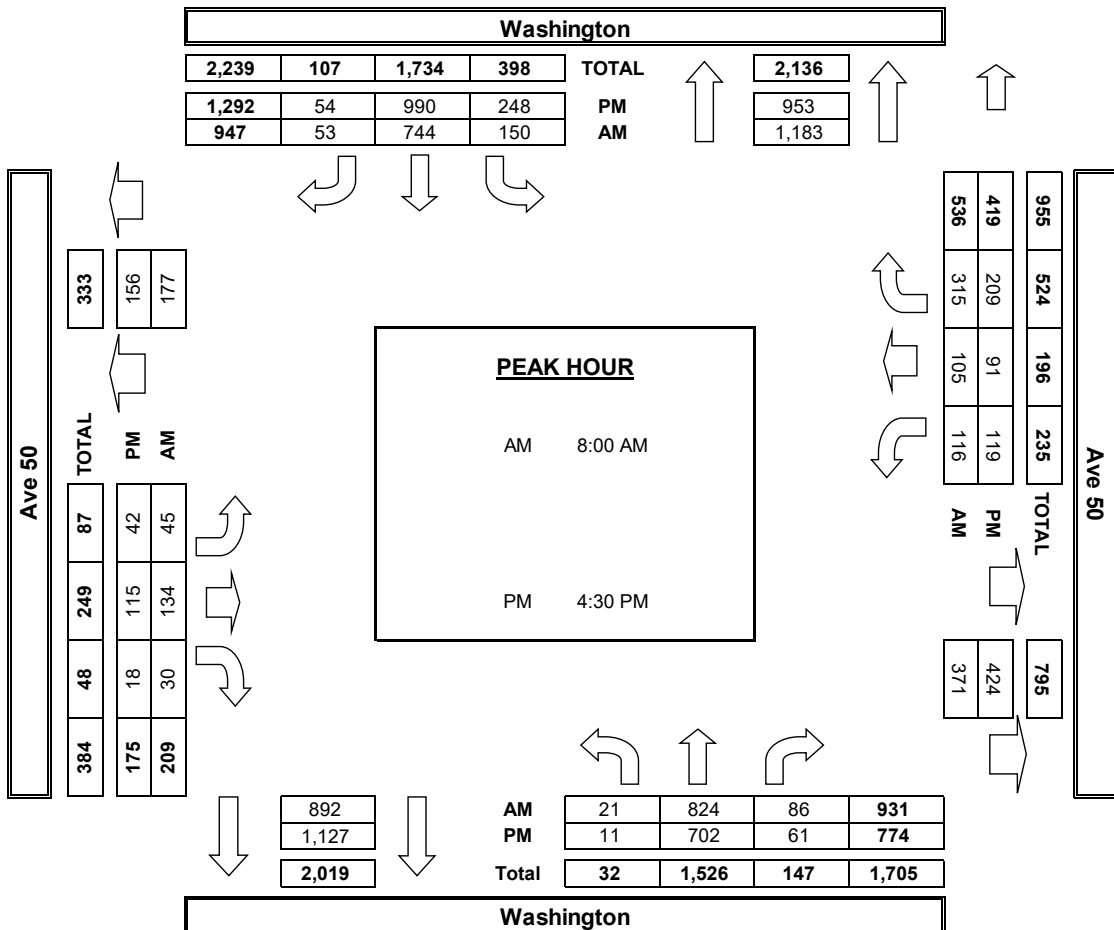 Washington
2,239 107 1,734 398 TOTAL 2,136
1,292 54 990 248 PM 953
947 53 744 150 AM 1,183
Ave 50
333 156 177
TOTAL PM AM
87 42 45
249 115 134
48 18 30
384 175 209
PEAK HOUR
AM 8:00 AM
PM 4:30 PM
536 419 955
315 209 524
105 91 196
116 119 235
AM PM TOTAL
371 424 795
Ave 50
892 AM 21 824 86 931
1,127 PM 11 702 61 774
2,019 Total 32 1,526 147 1,705
Washington